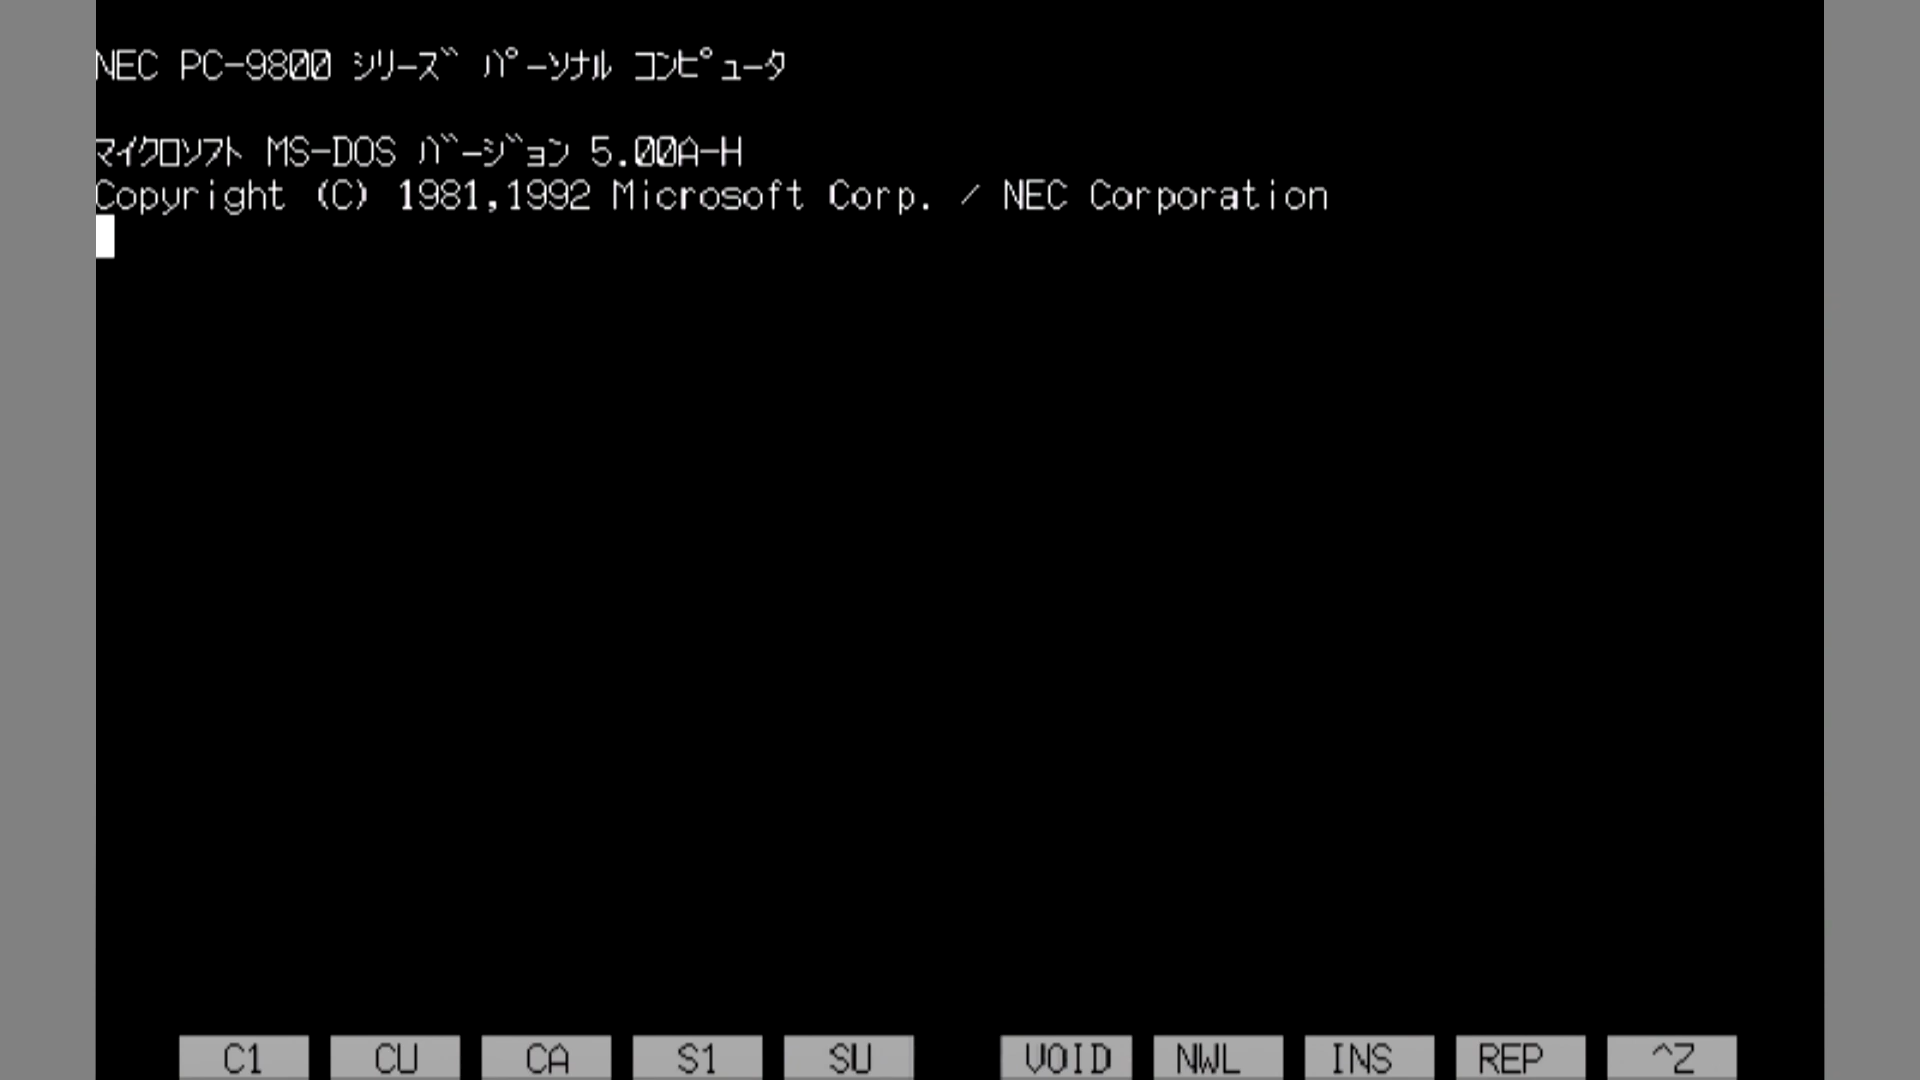 NEC PC-9800 ｼﾘｰｽﾞ ﾊﾟｰｿﾅﾙ ｺﾝﾋﾟｭｰﾀ
ﾏｲｸﾛｿﾌﾄ MS-DOS ﾊﾞｰｼﾞｮﾝ 5.00A-H
Copyright (C) 1981,1992 Microsoft Corp. / NEC Corporation
C1 CU CA S1 SU VOID NWL INS REP ^Z